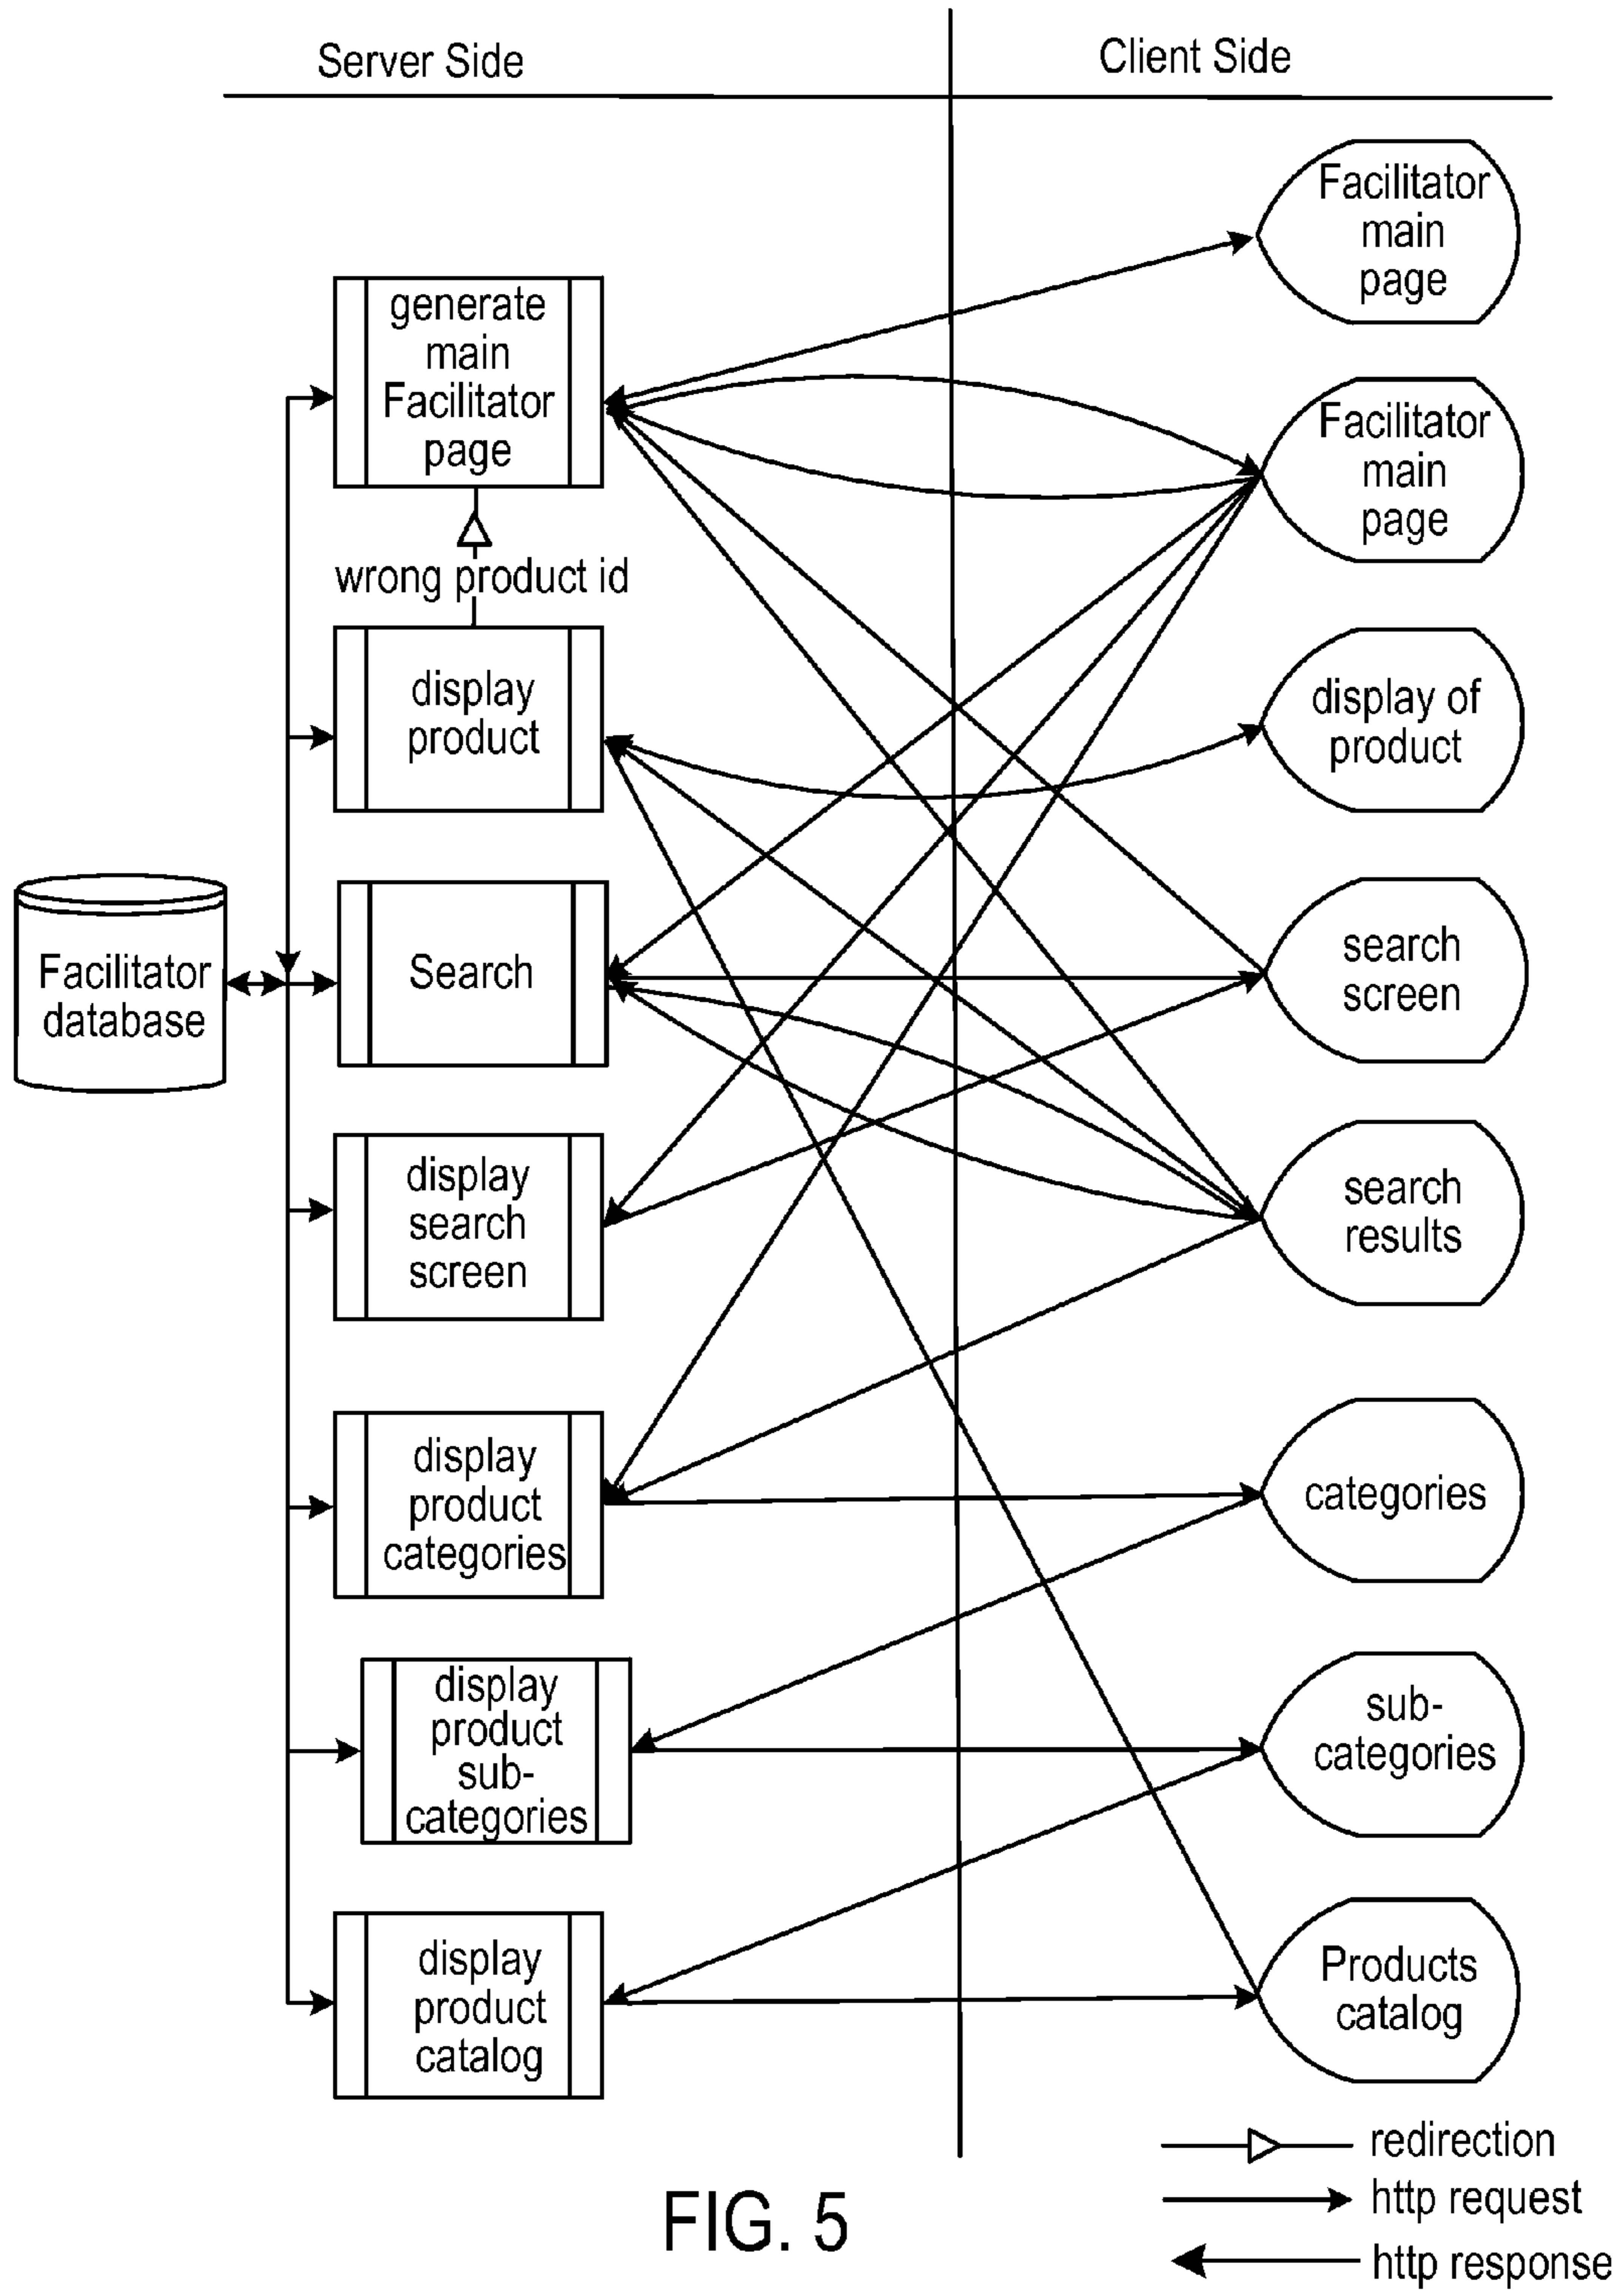 Server Side
Client Side
Facilitator
main
page
generate
main
Facilitator
page
Facilitator
main
page
wrong product id
display
product
display of
product
Facilitator
database
Search
search
screen
display
search
screen
search
results
display
product
categories
categories
display
product
sub-
categories
sub-
categories
display
product
catalog
Products
catalog
redirection
http request
http response
FIG. 5